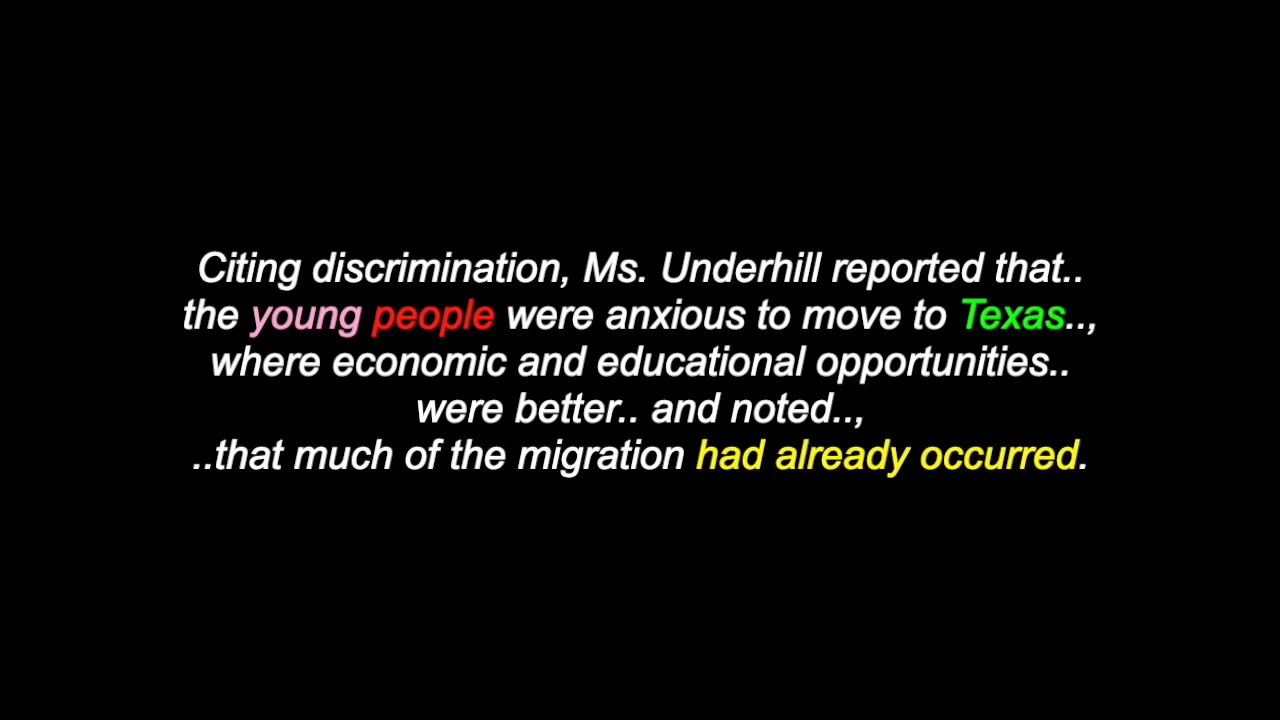 Citing discrimination, Ms. Underhill reported that..
the young people were anxious to move to Texas..,
where economic and educational opportunities..
were better.. and noted..,
..that much of the migration had already occurred.